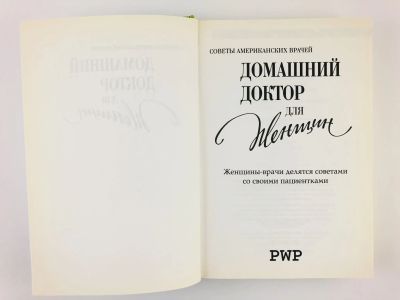 СОВЕТЫ АМЕРИКАНСКИХ ВРАЧЕЙ
ДОМАШНИЙ
ДОКТОР
ДЛЯ
Женщин
Женщины-врачи делятся советами
со своими пациентками
PWP